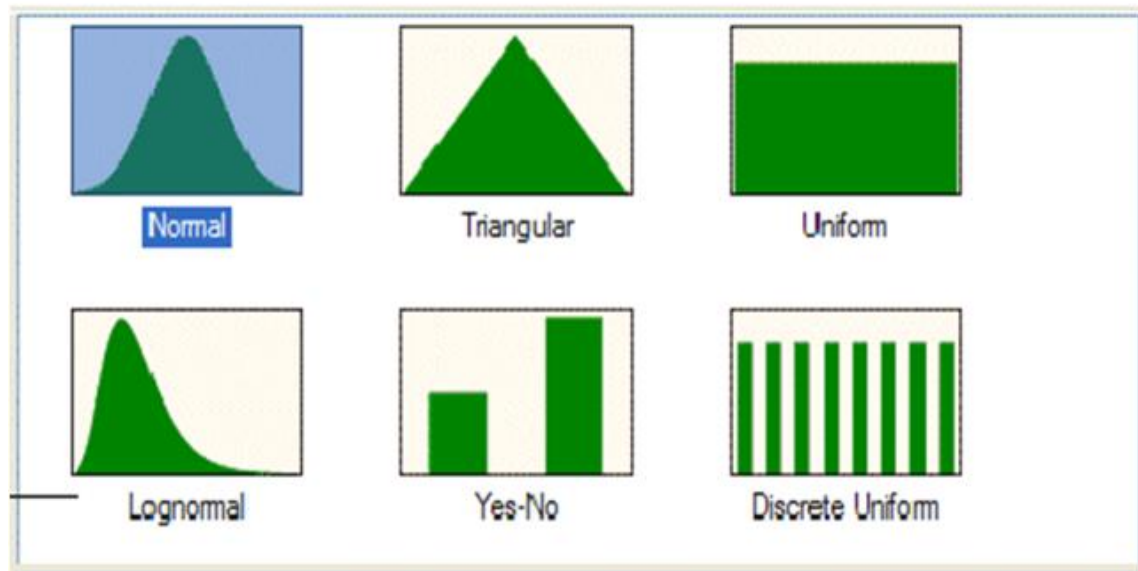 Normal
Triangular
Uniform
Lognormal
Yes-No
Discrete Uniform